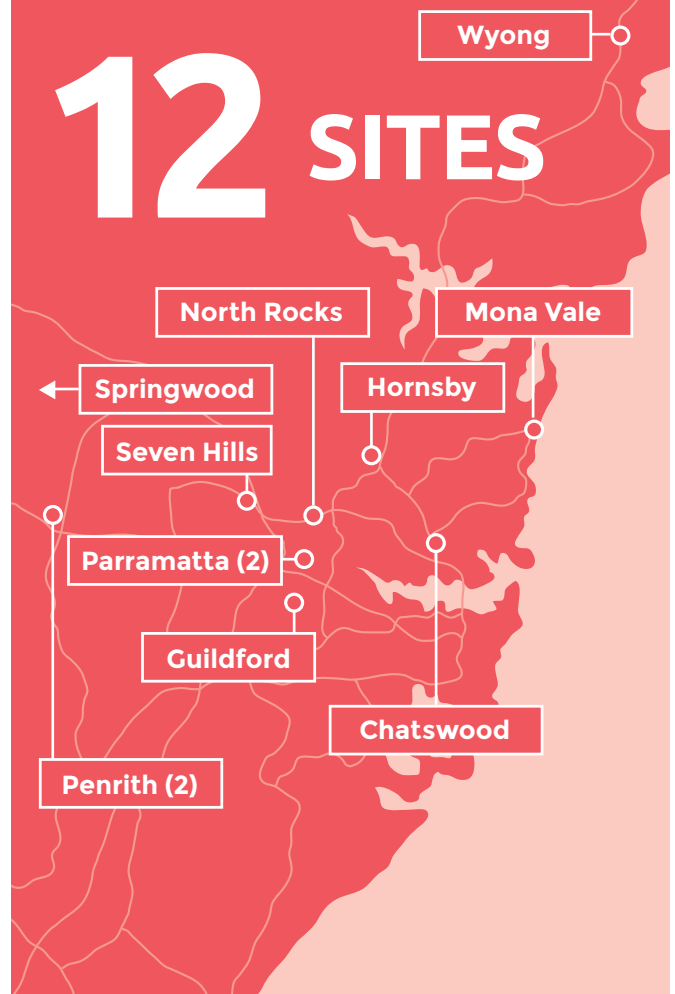 Wyong
12 SITES
North Rocks
Mona Vale
Springwood
Hornsby
Seven Hills
Parramatta (2)
Guildford
Chatswood
Penrith (2)